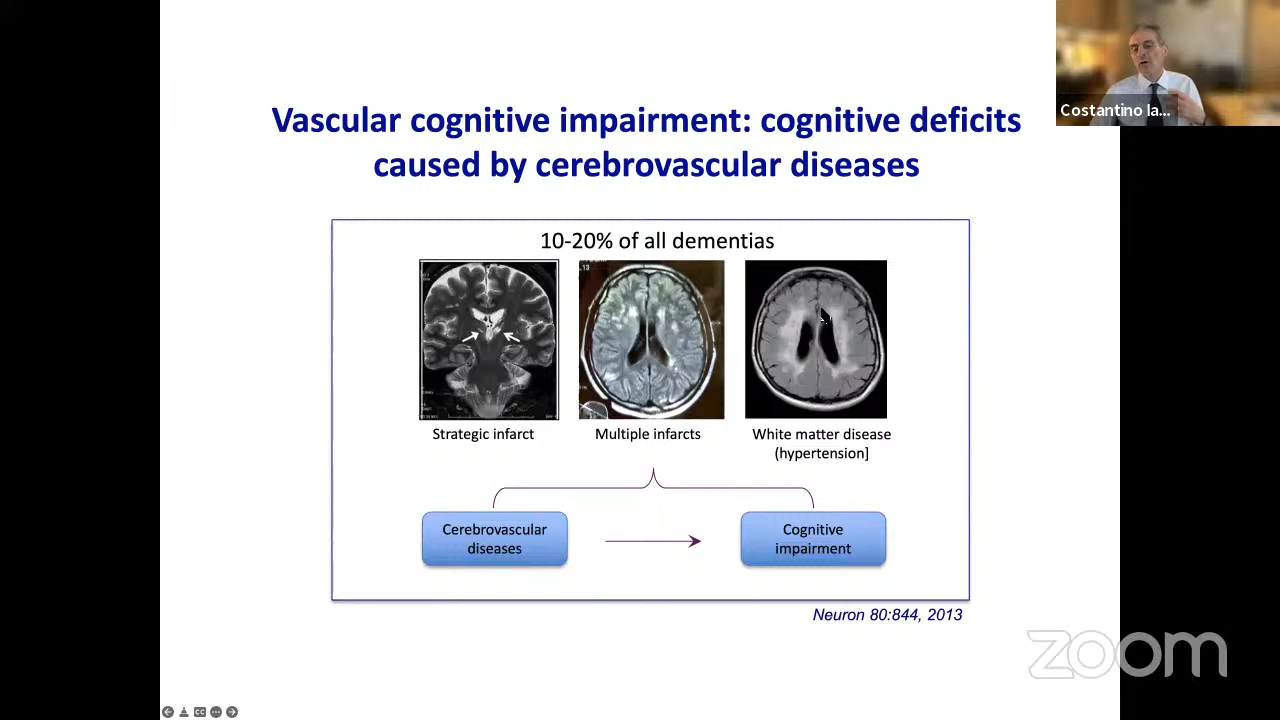 Vascular cognitive impairment: cognitive deficits
caused by cerebrovascular diseases
Costantino Ia...
10-20% of all dementias
Strategic infarct
Multiple infarcts
White matter disease
(hypertension]
Cerebrovascular
diseases
Cognitive
impairment
Neuron 80:844, 2013
zoom
CC